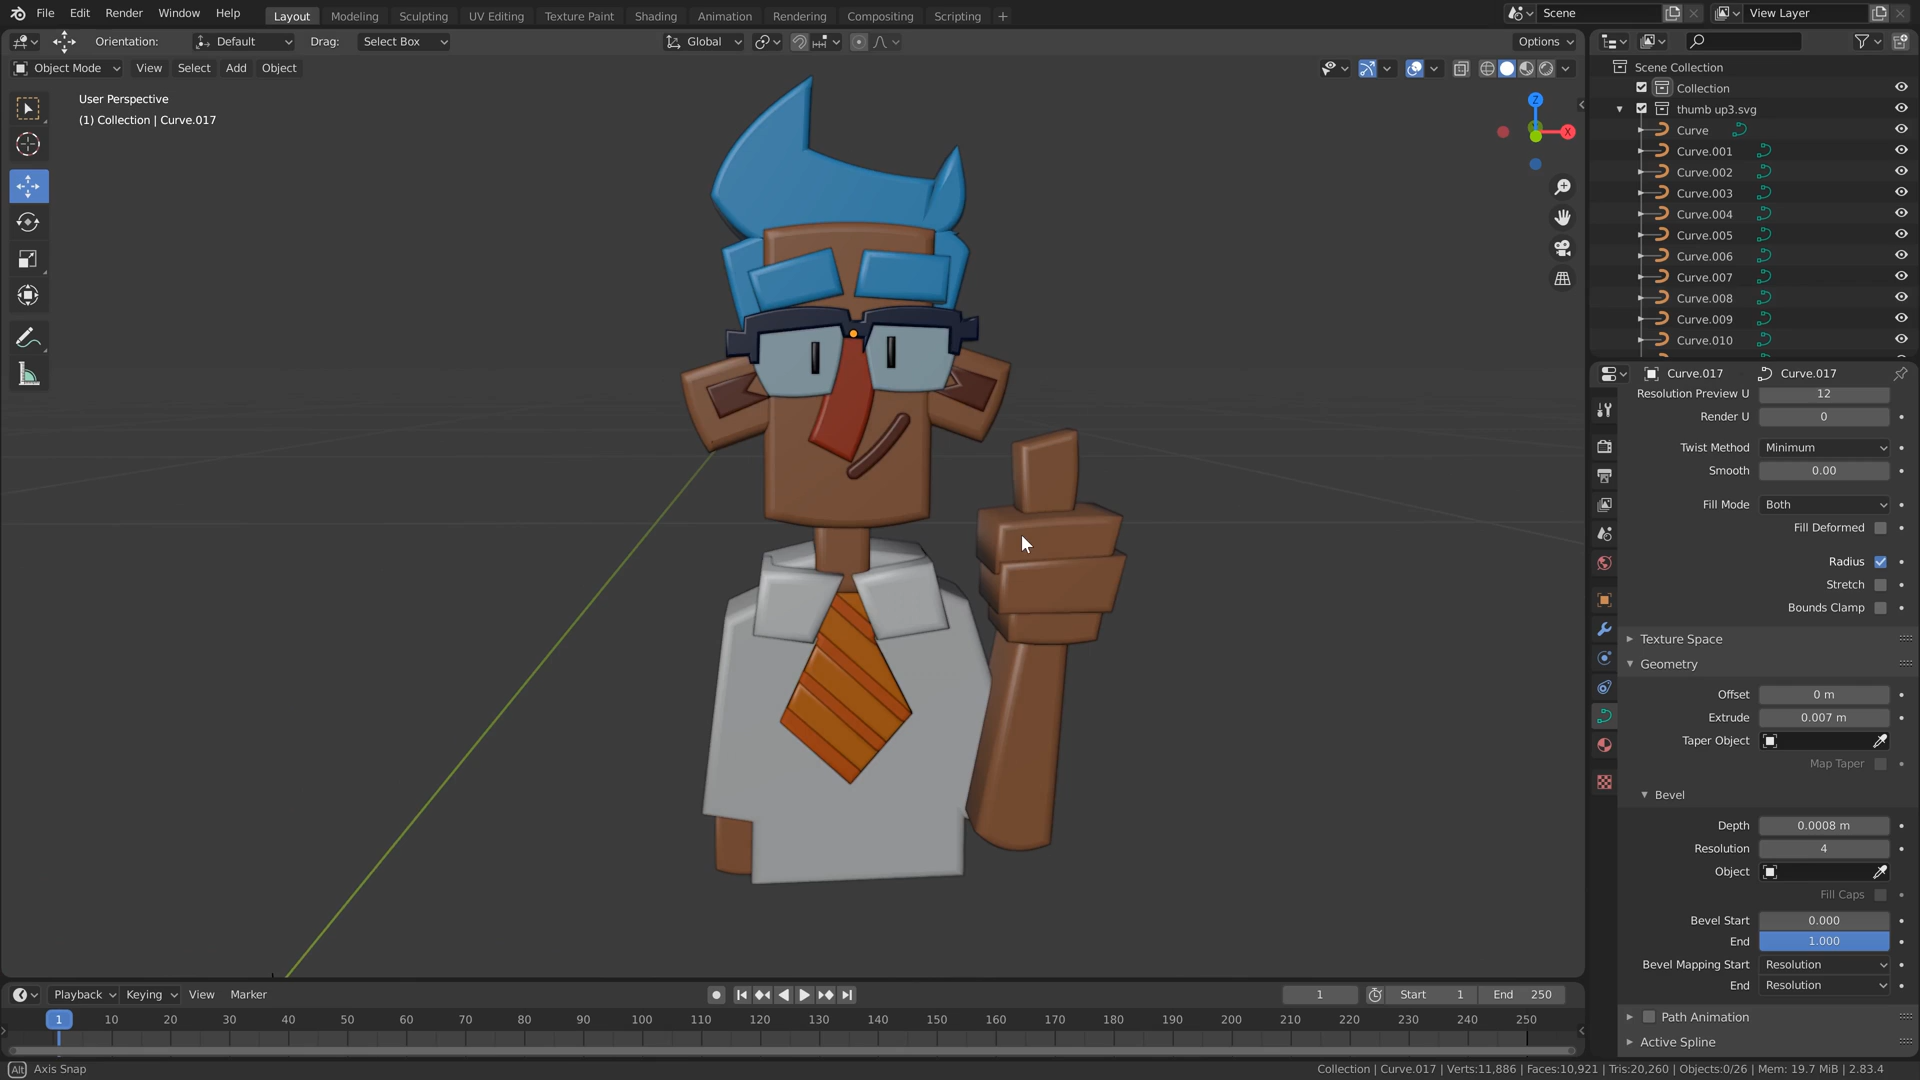 File Edit Render Window Help Layout Modeling Sculpting UV Editing Texture Paint Shading Animation Rendering Compositing Scripting + Scene View Layer
Orientation: Default Drag: Select Box Global Options
Object Mode View Select Add Object
User Perspective
(1) Collection | Curve.017
Z
X
Scene Collection
Collection
thumb up3.svg
Curve
Curve.001
Curve.002
Curve.003
Curve.004
Curve.005
Curve.006
Curve.007
Curve.008
Curve.009
Curve.010
Curve.017 Curve.017
Resolution Preview U 12
Render U 0
Twist Method Minimum
Smooth 0.00
Fill Mode Both
Fill Deformed
Radius
Stretch
Bounds Clamp
Texture Space
Geometry
Offset 0 m
Extrude 0.007 m
Taper Object
Map Taper
Bevel
Depth 0.0008 m
Resolution 4
Object
Fill Caps
Bevel Start 0.000
End 1.000
Bevel Mapping Start Resolution
End Resolution
Path Animation
Active Spline
Playback Keying View Marker 1 Start 1 End 250
1 10 20 30 40 50 60 70 80 90 100 110 120 130 140 150 160 170 180 190 200 210 220 230 240 250
Alt Axis Snap Collection | Curve.017 | Verts:11,886 | Faces:10,921 | Tris:20,260 | Objects:0/26 | Mem: 19.7 MiB | 2.83.4